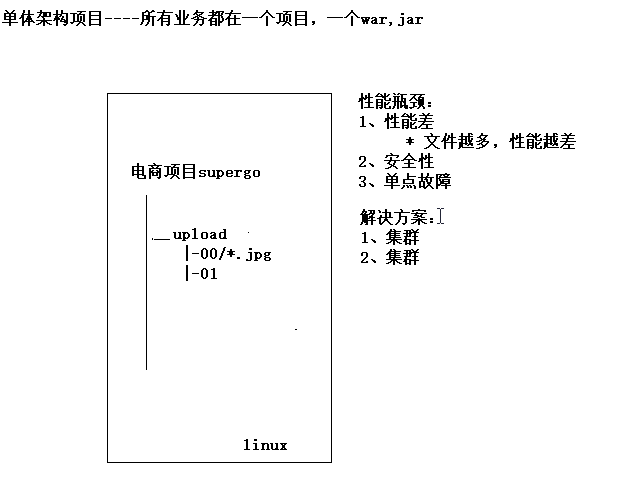 单体架构项目----所有业务都在一个项目，一个war,jar
电商项目supergo
__upload
|-00/*.jpg
|-01
linux
性能瓶颈：
1、性能差
* 文件越多，性能越差
2、安全性
3、单点故障
解决方案：
1、集群
2、集群